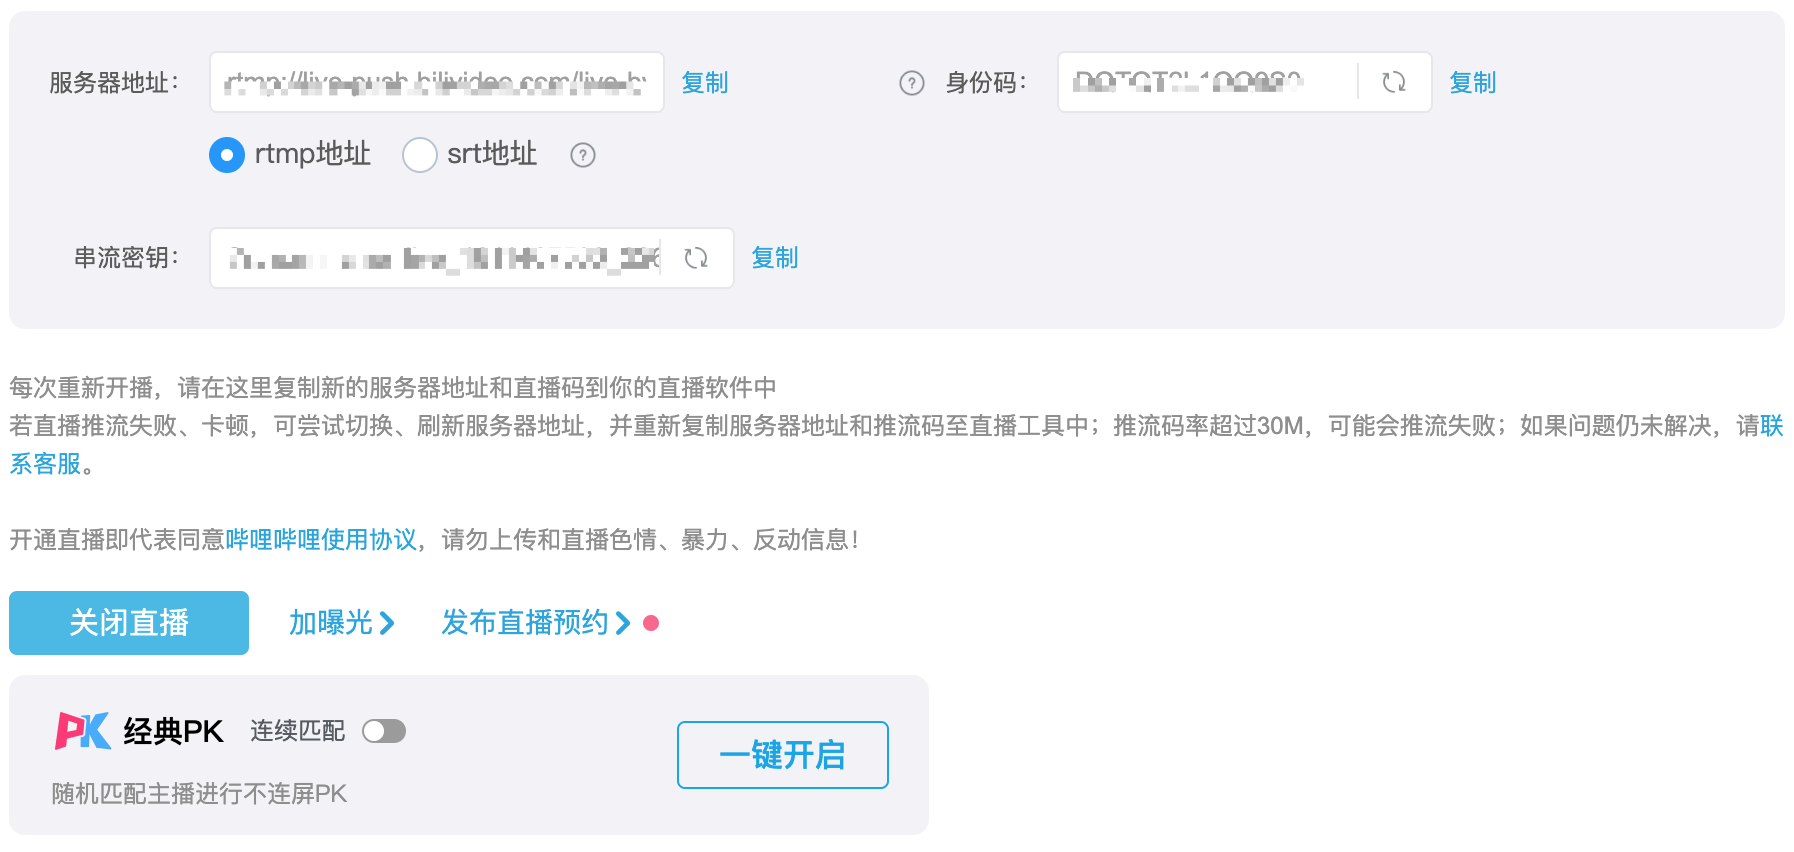 服务器地址： 复制 ? 身份码： 复制
rtmp地址 srt地址 ?
串流密钥： 复制
每次重新开播，请在这里复制新的服务器地址和直播码到你的直播软件中
若直播推流失败、卡顿，可尝试切换、刷新服务器地址，并重新复制服务器地址和推流码至直播工具中；推流码率超过30M，可能会推流失败；如果问题仍未解决，请联
系客服。
开通直播即代表同意哔哩哔哩使用协议，请勿上传和直播色情、暴力、反动信息！
关闭直播 加曝光 发布直播预约
PK 经典PK 连续匹配 一键开启
随机匹配主播进行不连屏PK